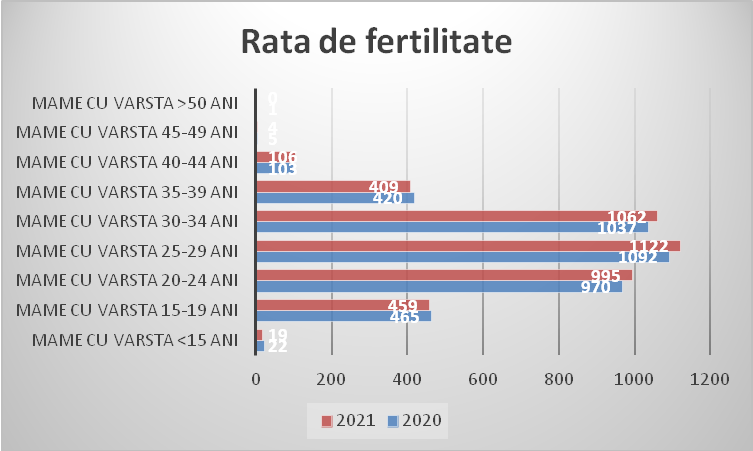 Rata de fertilitate
MAME CU VARSTA >50 ANI
0
1
MAME CU VARSTA 45-49 ANI
4
5
MAME CU VARSTA 40-44 ANI
106
103
MAME CU VARSTA 35-39 ANI
409
420
MAME CU VARSTA 30-34 ANI
1062
1037
MAME CU VARSTA 25-29 ANI
1122
1092
MAME CU VARSTA 20-24 ANI
995
970
MAME CU VARSTA 15-19 ANI
459
465
MAME CU VARSTA <15 ANI
19
22
0 200 400 600 800 1000 1200
2021 2020